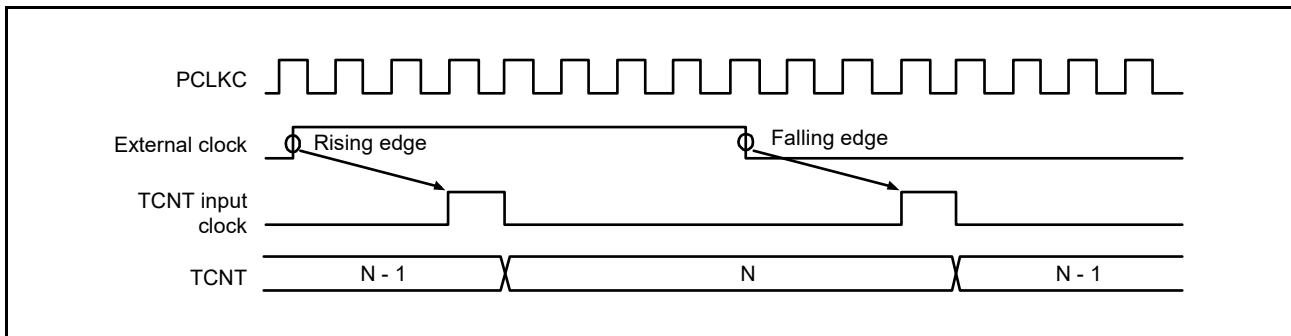 PCLKC
External clock
Rising edge
Falling edge
TCNT input
clock
TCNT
N - 1
N
N - 1